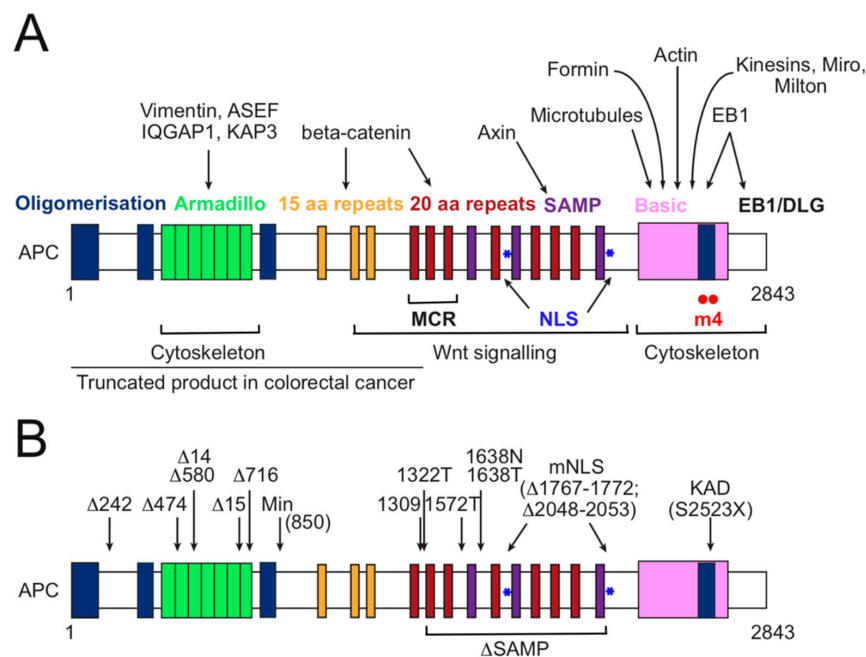 A
Actin
Formin
Kinesins, Miro,
Milton
Vimentin, ASEF
IQGAP1, KAP3
beta-catenin
Axin
Microtubules
EB1
Oligomerisation Armadillo 15 aa repeats 20 aa repeats SAMP Basic EB1/DLG
APC
* *
1
2843
MCR
NLS
m4
Cytoskeleton
Wnt signalling
Cytoskeleton
Truncated product in colorectal cancer
B
Δ14
Δ580
Δ716
1638N
1638T
1322T
mNLS
(Δ1767-1772;
Δ2048-2053)
KAD
(S2523X)
Δ242
Δ474
Δ15
Min
(850)
1309
1572T
APC
* *
1
2843
ΔSAMP